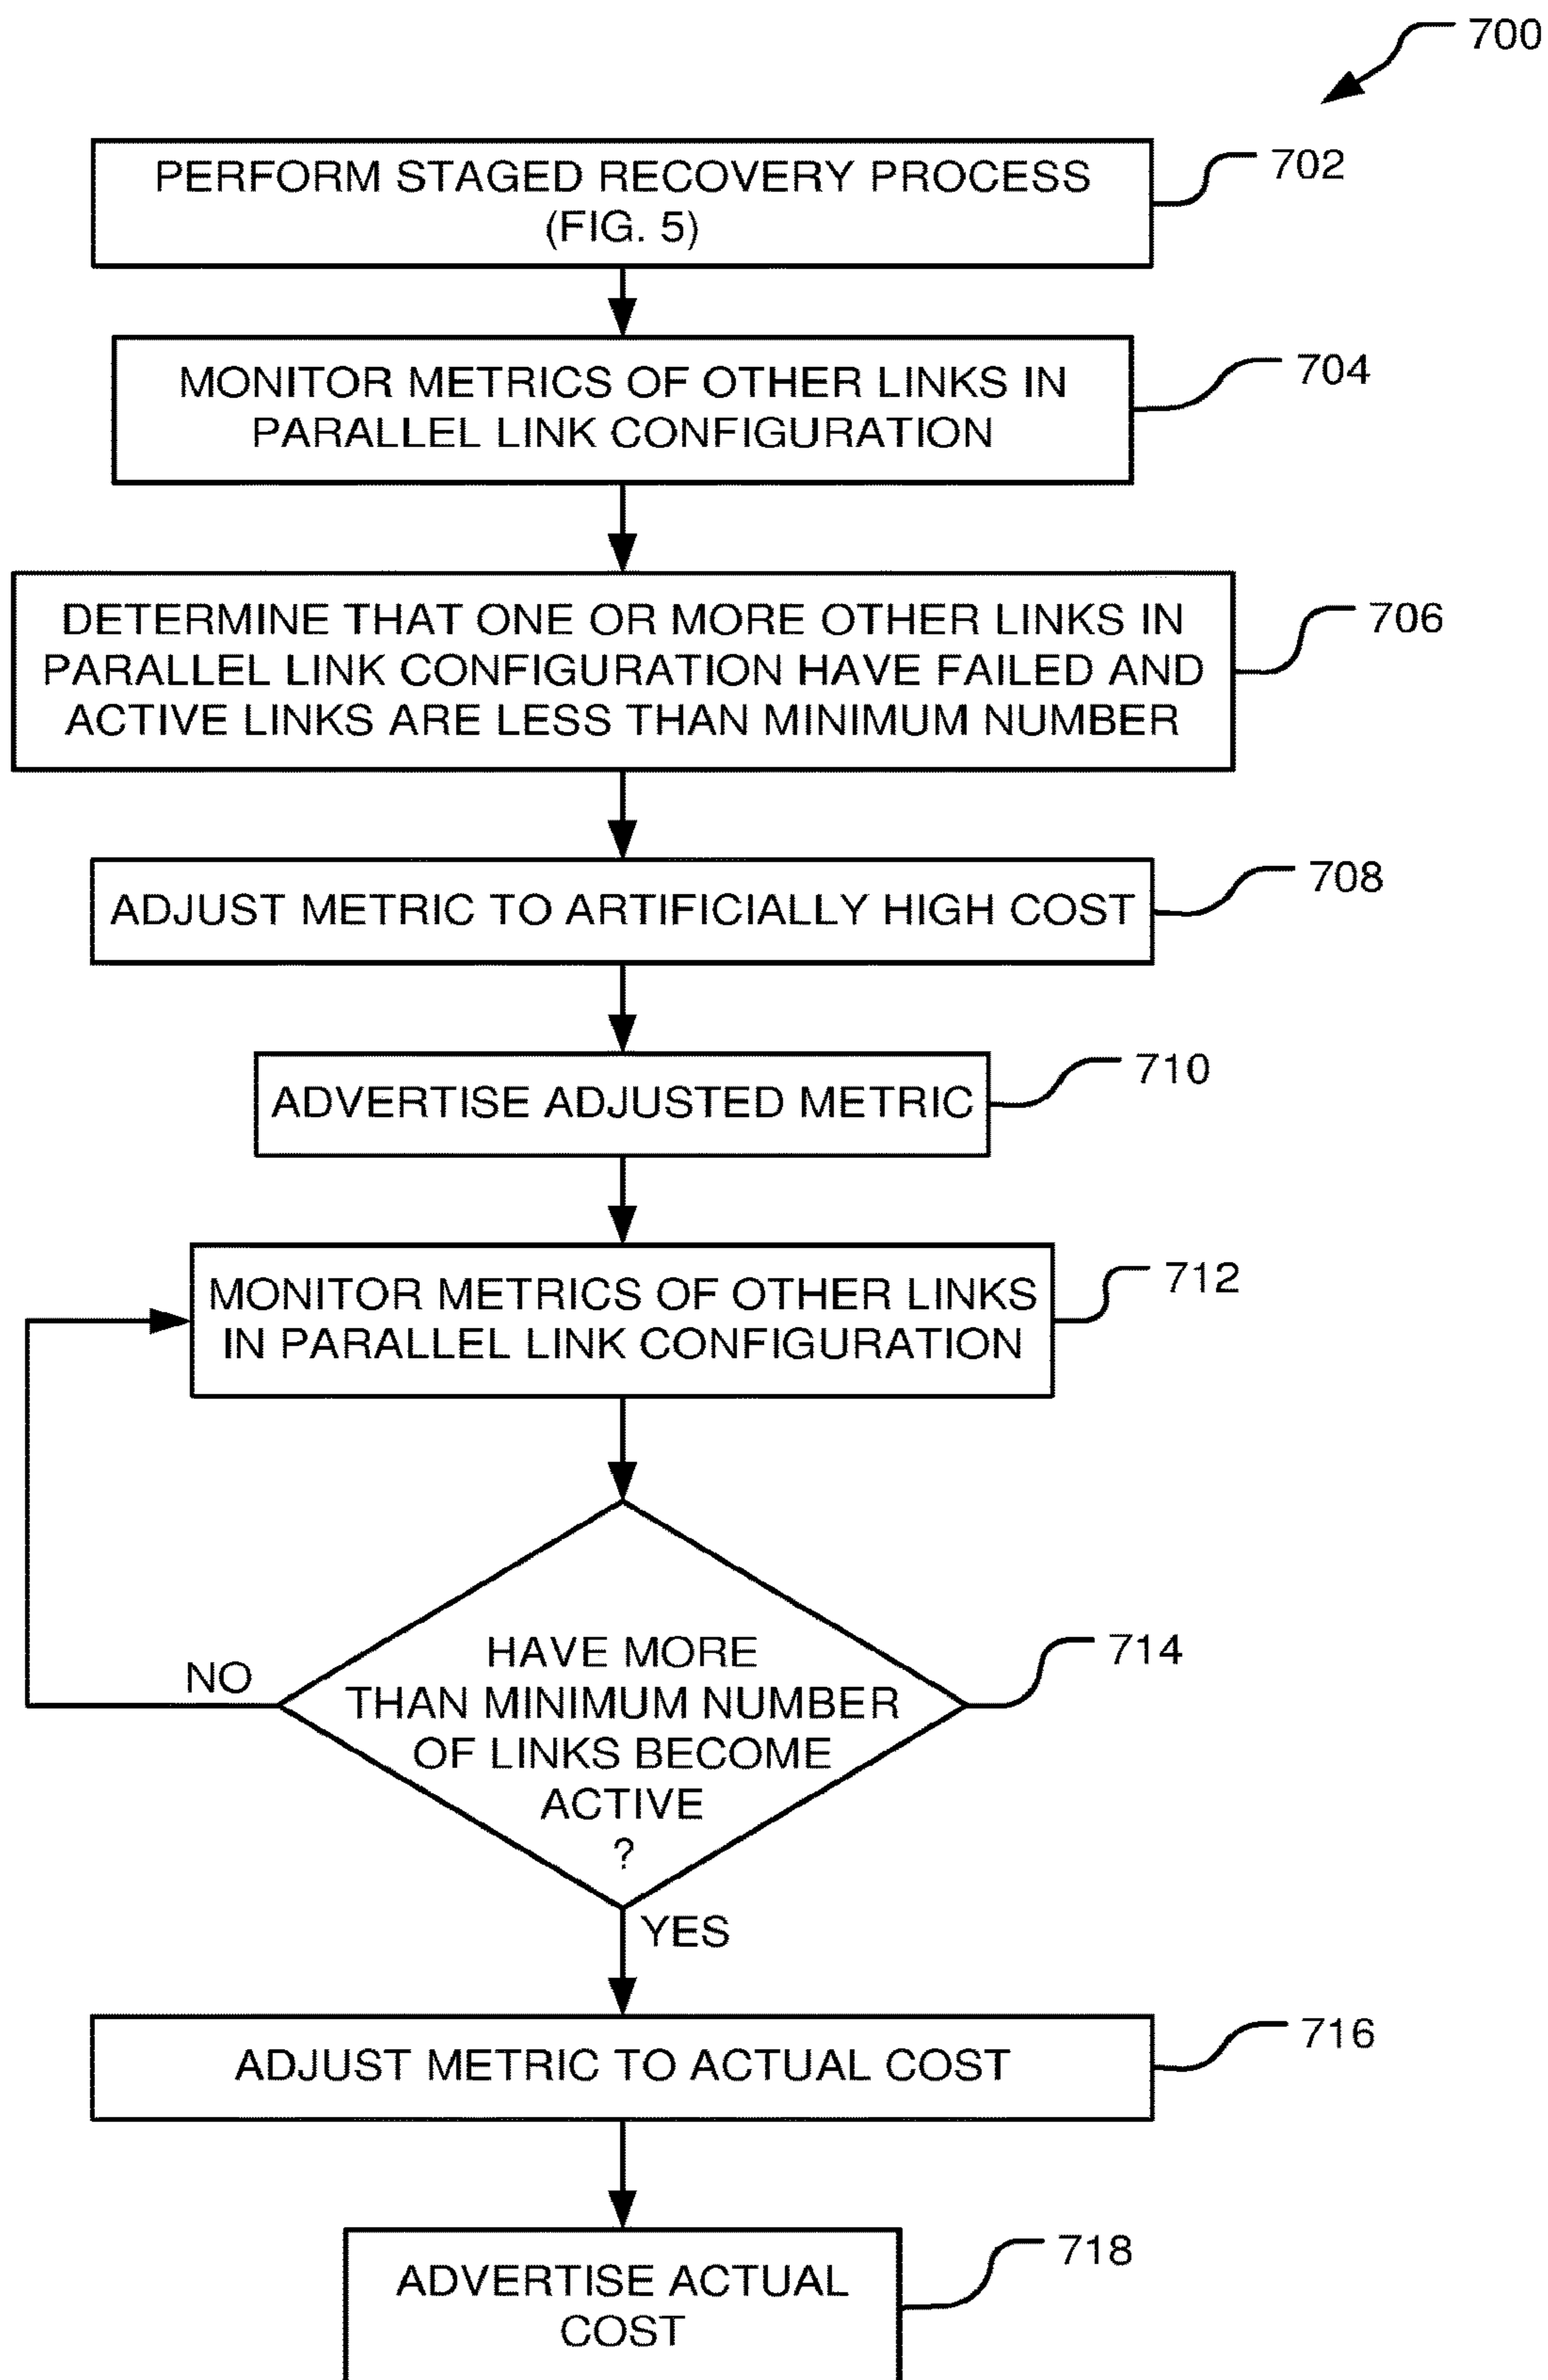 700
PERFORM STAGED RECOVERY PROCESS
(FIG. 5)
702
MONITOR METRICS OF OTHER LINKS IN
PARALLEL LINK CONFIGURATION
704
DETERMINE THAT ONE OR MORE OTHER LINKS IN
PARALLEL LINK CONFIGURATION HAVE FAILED AND
ACTIVE LINKS ARE LESS THAN MINIMUM NUMBER
706
ADJUST METRIC TO ARTIFICIALLY HIGH COST
708
ADVERTISE ADJUSTED METRIC
710
MONITOR METRICS OF OTHER LINKS
IN PARALLEL LINK CONFIGURATION
712
HAVE MORE
THAN MINIMUM NUMBER
OF LINKS BECOME
ACTIVE
?
714
NO
YES
ADJUST METRIC TO ACTUAL COST
716
ADVERTISE ACTUAL
COST
718